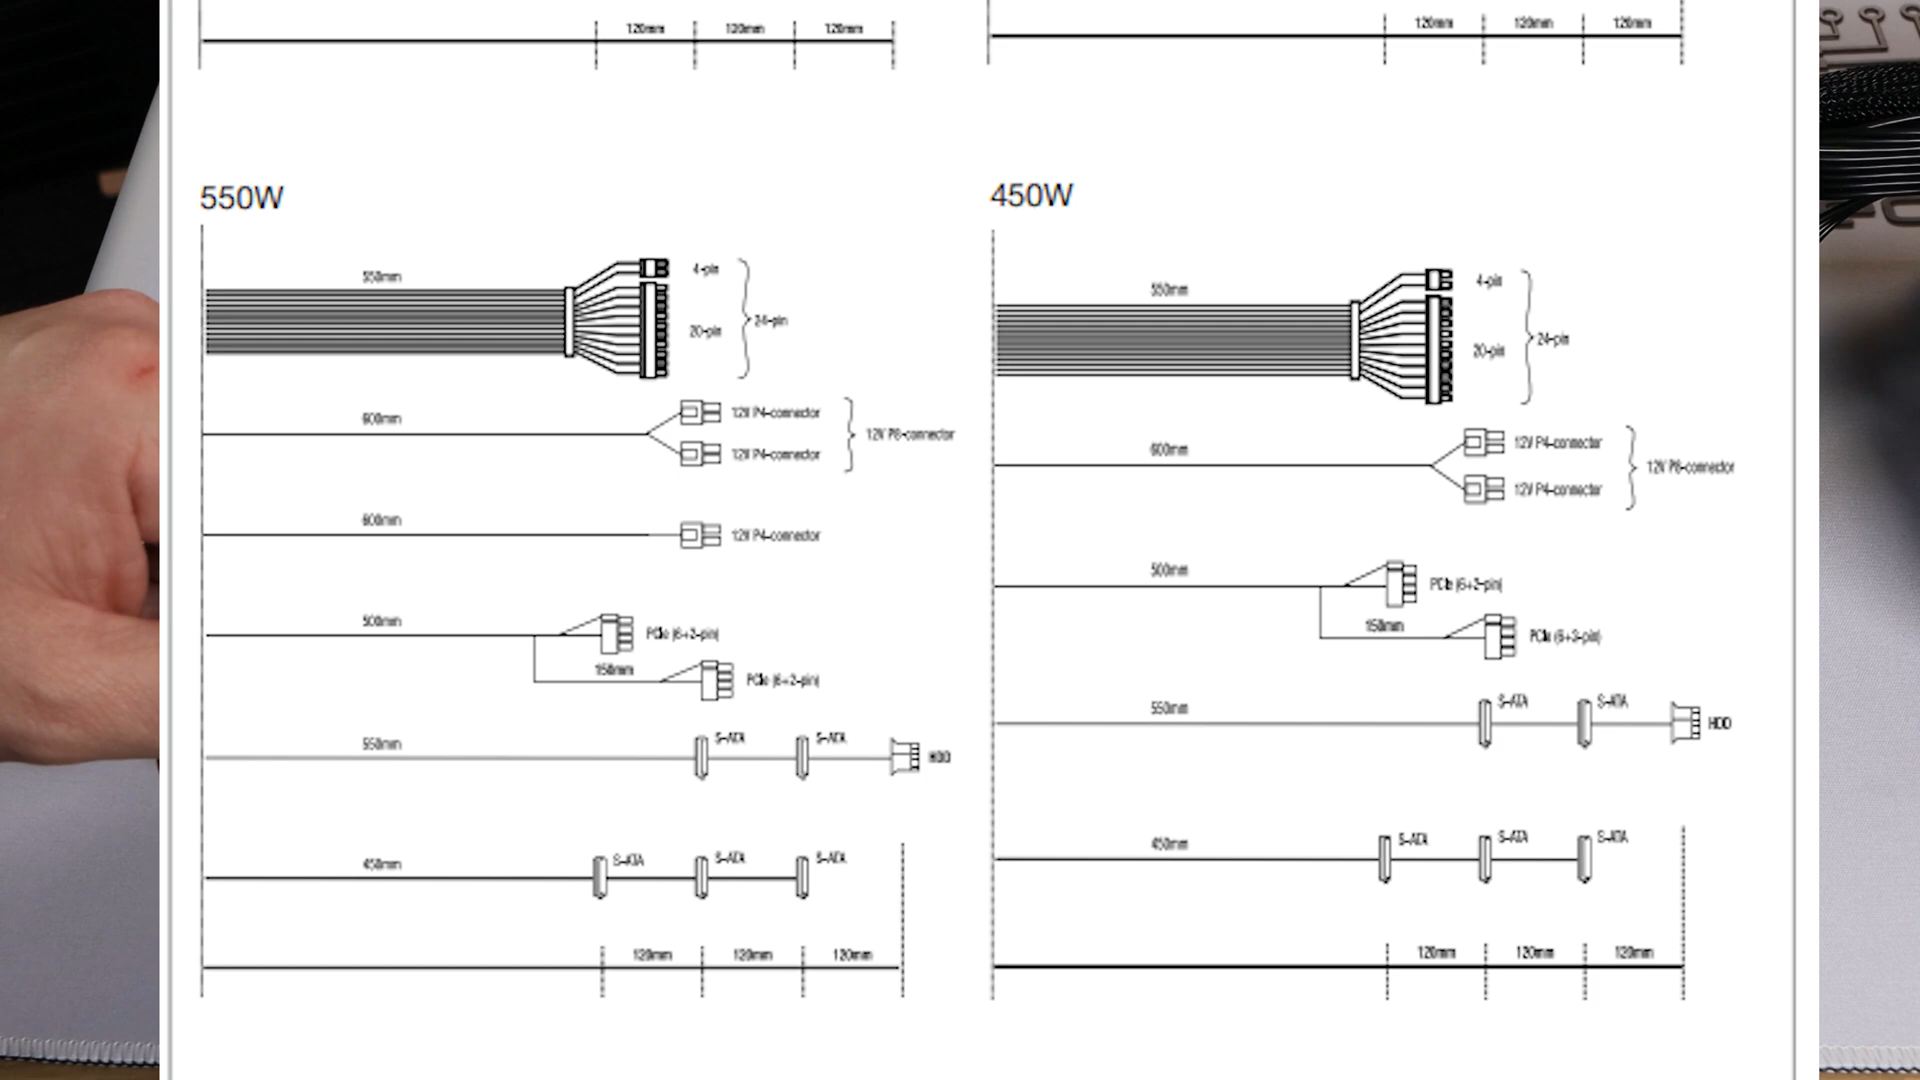 120mm 120mm 120mm
120mm 120mm 120mm
550W
550mm
4-pin
20-pin
24-pin
600mm
12V P4-connector
12V P4-connector
12V P8-connector
600mm
12V P4-connector
500mm
PCIe (6+2-pin)
150mm
PCIe (6+2-pin)
550mm
S-ATA
S-ATA
HDD
450mm
S-ATA
S-ATA
S-ATA
120mm 120mm 120mm
450W
550mm
4-pin
20-pin
24-pin
600mm
12V P4-connector
12V P4-connector
12V P8-connector
500mm
PCIe (6+2-pin)
150mm
PCIe (6+2-pin)
550mm
S-ATA
S-ATA
HDD
450mm
S-ATA
S-ATA
S-ATA
120mm 120mm 120mm